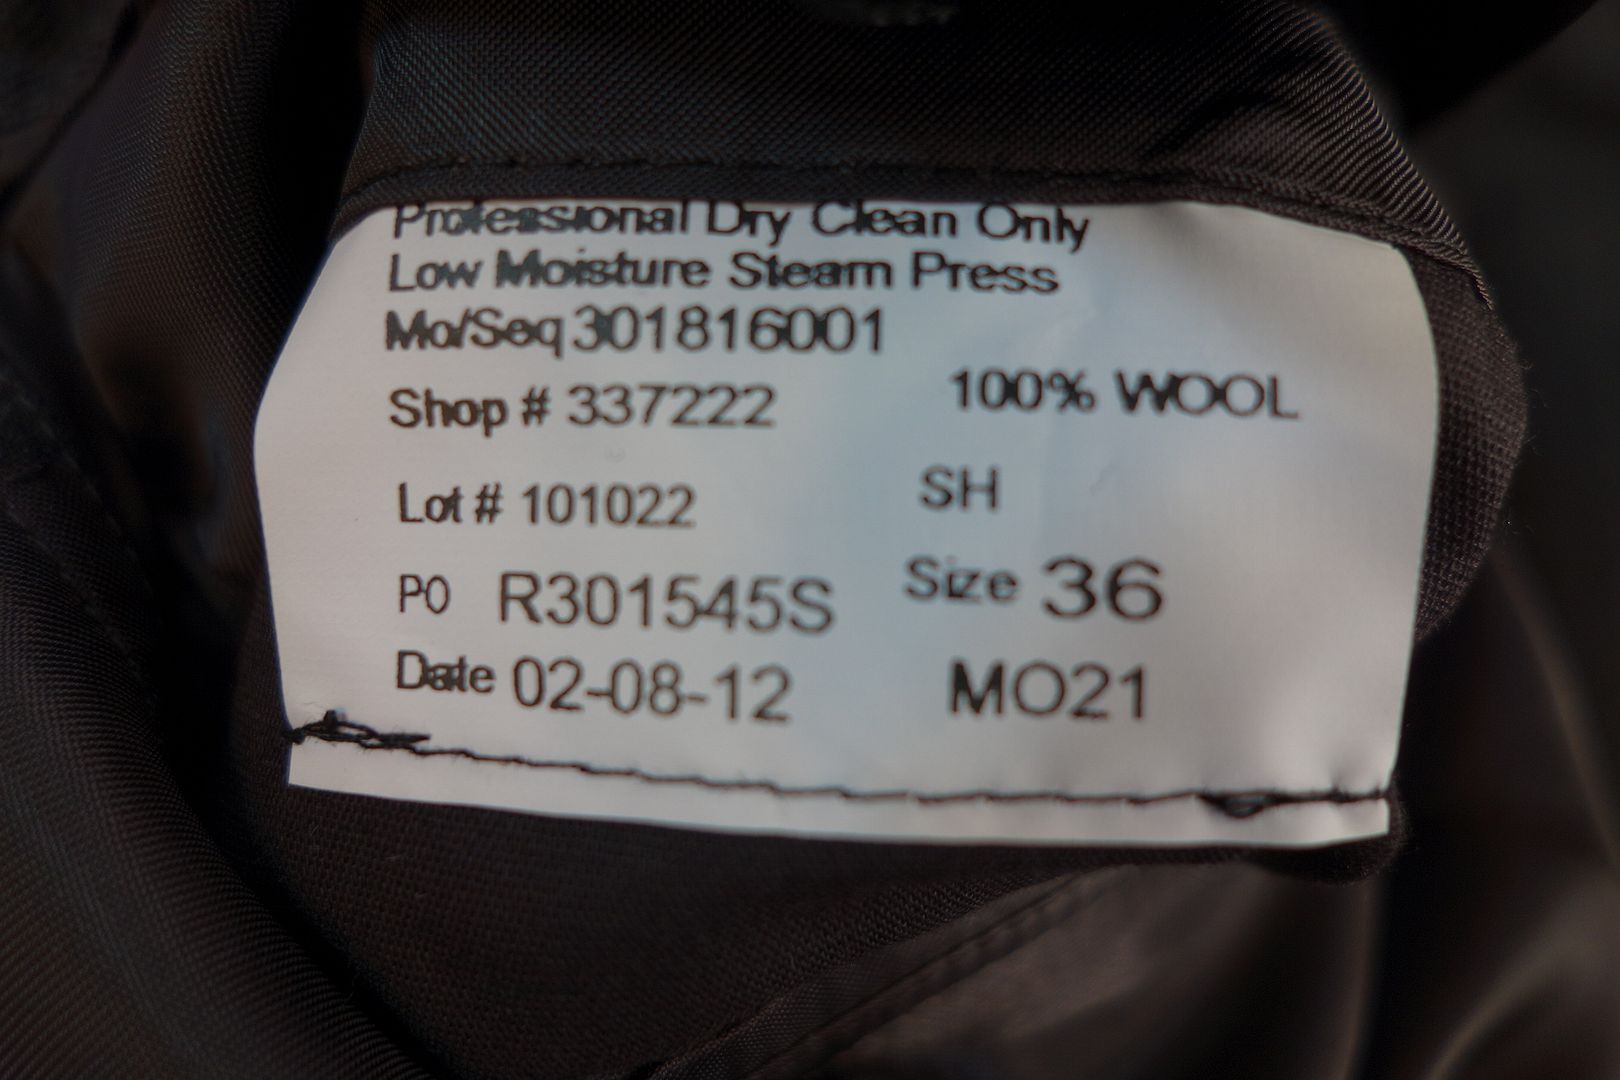 Professional Dry Clean Only
Low Moisture Steam Press
Mo/Seq 301816001
Shop # 337222 100% WOOL
Lot # 101022 SH
PO R301545S Size 36
Date 02-08-12 MO21